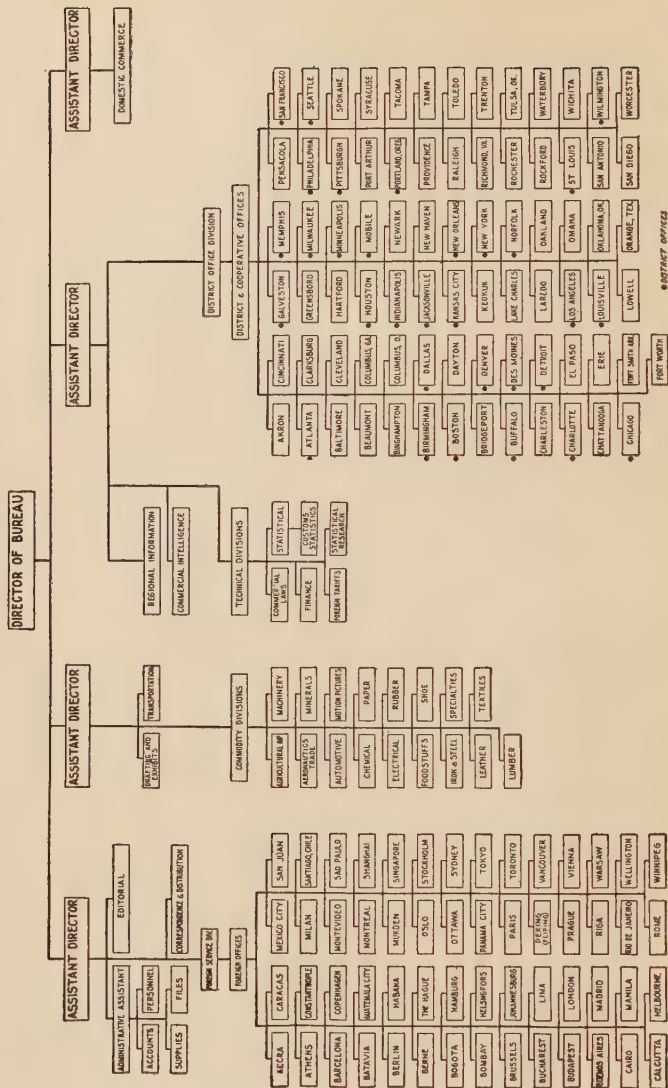 DIRECTOR OF BUREAU
ASSISTANT DIRECTOR
ADMINISTRATIVE ASSISTANT
EDITORIAL
ACCOUNTS
PERSONNEL
SUPPLIES
FILES
CORRESPONDENCE & DISTRIBUTION
FOREIGN SERVICE DIV.
FOREIGN OFFICES
ACCRA
ATHENS
BARCELONA
BATAVIA
BERLIN
BERNE
BOGOTA
BOMBAY
BRUSSELS
BUCHAREST
BUDAPEST
BUENOS AIRES
CAIRO
CALCUTTA
CARACAS
CONSTANTINOPLE
COPENHAGEN
GUATEMALA CITY
HABANA
THE HAGUE
HAMBURG
HELSINGFORS
JOHANNESBURG
LIMA
LONDON
MADRID
MANILA
MELBOURNE
MEXICO CITY
MILAN
MONTEVIDEO
MONTREAL
MUKDEN
OSLO
OTTAWA
PANAMA CITY
PARIS
PEKING
(PEIPING)
PRAGUE
RIGA
RIO DE JANEIRO
ROME
SAN JUAN
SANTIAGO, CHILE
SAO PAULO
SHANGHAI
SINGAPORE
STOCKHOLM
SYDNEY
TOKYO
TORONTO
VANCOUVER
VIENNA
WARSAW
WELLINGTON
WINNIPEG
ASSISTANT DIRECTOR
DRAFTING AND
EXHIBITS
TRANSPORTATION
COMMODITY DIVISIONS
AGRICULTURAL IMP
AERONAUTICS
TRADE
AUTOMOTIVE
CHEMICAL
ELECTRICAL
FOODSTUFFS
IRON & STEEL
LEATHER
LUMBER
MACHINERY
MINERALS
MOTION PICTURES
PAPER
RUBBER
SHOE
SPECIALTIES
TEXTILES
ASSISTANT DIRECTOR
REGIONAL INFORMATION
COMMERCIAL INTELLIGENCE
TECHNICAL DIVISIONS
COMMERCIAL
LAWS
FINANCE
FOREIGN TARIFFS
STATISTICAL
CUSTOMS
STATISTICS
STATISTICAL
RESEARCH
DISTRICT OFFICE DIVISION
DISTRICT & COOPERATIVE OFFICES
AKRON
• ATLANTA
BALTIMORE
BEAUMONT
BINGHAMPTON
• BIRMINGHAM
• BOSTON
BRIDGEPORT
• BUFFALO
• CHARLESTON
• CHARLOTTE
CHATTANOOGA
• CHICAGO
CINCINNATI
CLARKSBURG
CLEVELAND
COLUMBUS, GA
COLUMBUS, O.
• DALLAS
DAYTON
• DENVER
• DES MOINES
• DETROIT
EL PASO
ERIE
FORT SMITH ARK.
FORT WORTH
• GALVESTON
GREENSBORO
HARTFORD
• HOUSTON
• INDIANAPOLIS
• JACKSONVILLE
• KANSAS CITY
KEOKUK
LAKE CHARLES
LAREDO
• LOS ANGELES
• LOUISVILLE
LOWELL
• MEMPHIS
• MILWAUKEE
• MINNEAPOLIS
• MOBILE
NEWARK
NEW HAVEN
• NEW ORLEANS
• NEW YORK
• NORFOLK
OAKLAND
OMAHA
OKLAHOMA, OK.
ORANGE, TEX.
PENSACOLA
• PHILADELPHIA
• PITTSBURGH
PORT ARTHUR
• PORTLAND, OREG
PROVIDENCE
RALEIGH
RICHMOND, VA.
ROCHESTER
ROCKFORD
• ST LOUIS
SAN ANTONIO
SAN DIEGO
• SAN FRANCISCO
• SEATTLE
SPOKANE
SYRACUSE
TACOMA
TAMPA
TOLEDO
TRENTON
TULSA, OK.
WATERBURY
WICHITA
• WILMINGTON
WORCESTER
• DISTRICT OFFICES
ASSISTANT DIRECTOR
DOMESTIC COMMERCE